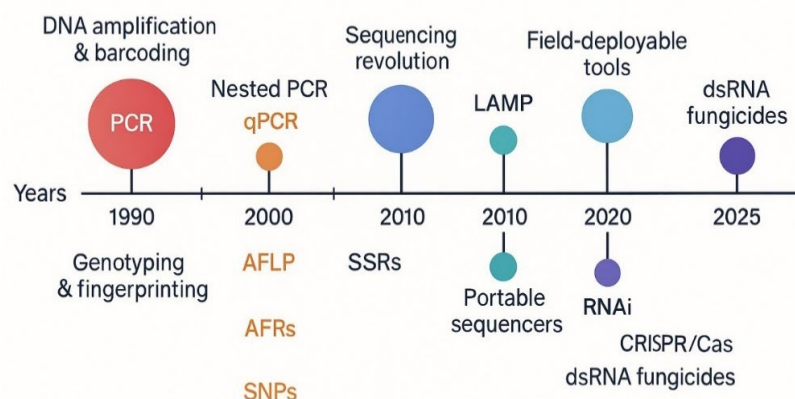 DNA amplification
& barcoding
PCR
Nested PCR
qPCR
Sequencing
revolution
LAMP
Field-deployable
tools
dsRNA
fungicides
Years
1990
2000
2010
2010
2020
2025
Genotyping
& fingerprinting
AFLP
AFRs
SNPs
SSRs
Portable
sequencers
RNAi
CRISPR/Cas
dsRNA fungicides